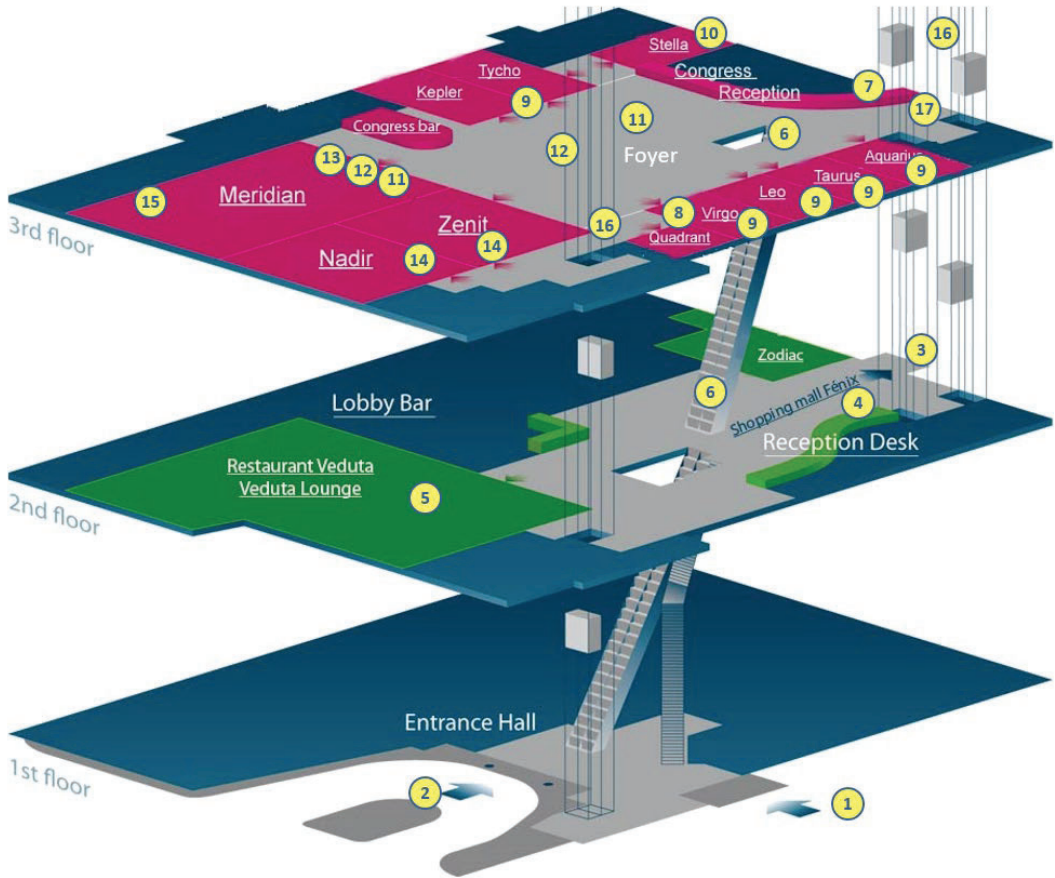 10
16
Stella
Tycho
Congress
7
Kepler
9
Reception
17
Congress bar
11
6
12
Foyer
13
12
11
Aquarius
9
Taurus
9
15
Meridian
Leo
9
8
Virgo
9
Zenit
16
Quadrant
14
Nadir
14
3rd floor
Zodiac
3
6
Shopping mall Fénix
4
Lobby Bar
Reception Desk
Restaurant Veduta
Veduta Lounge
5
2nd floor
Entrance Hall
1st floor
2
1